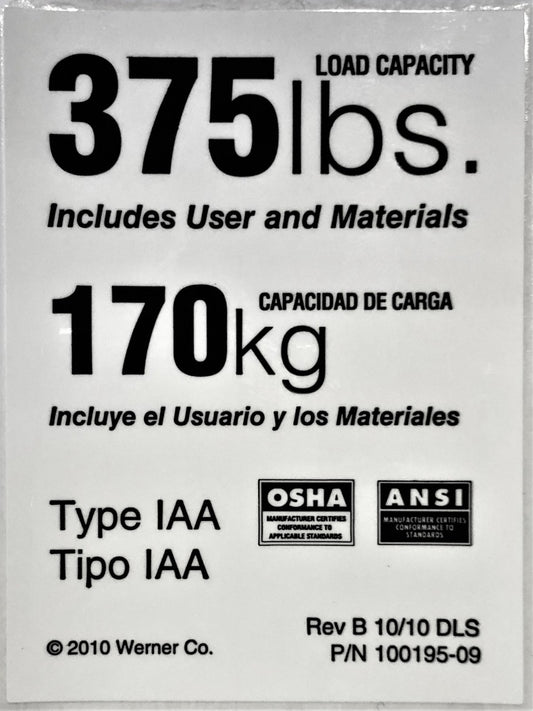 LOAD CAPACITY
375lbs.
Includes User and Materials
CAPACIDAD DE CARGA
170kg
Incluye el Usuario y los Materiales
Type IAA
Tipo IAA
OSHA
MANUFACTURER CERTIFIES
CONFORMANCE TO
APPLICABLE STANDARDS
ANSI
MANUFACTURER CERTIFIES
CONFORMANCE TO
STANDARDS
© 2010 Werner Co.
Rev B 10/10 DLS
P/N 100195-09